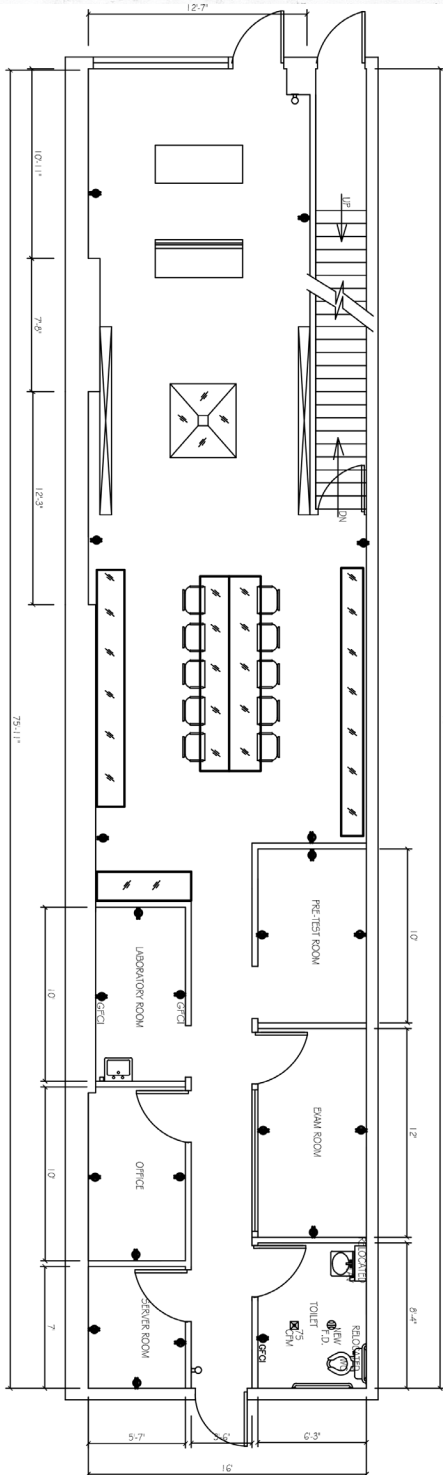 12'-7"
UP
10'-11"
7'-8"
12'-3"
DN
75'-11"
PRE-TEST ROOM
10'
LABORATORY ROOM
GFCI
GFCI
10'
EXAM ROOM
12'
OFFICE
10'
RELOCATED
TOILET
NEW
F.D.
RELOCATED
75
CFM
GFCI
8'-4"
SERVER ROOM
7'
5'-7"
6'-3"
16'